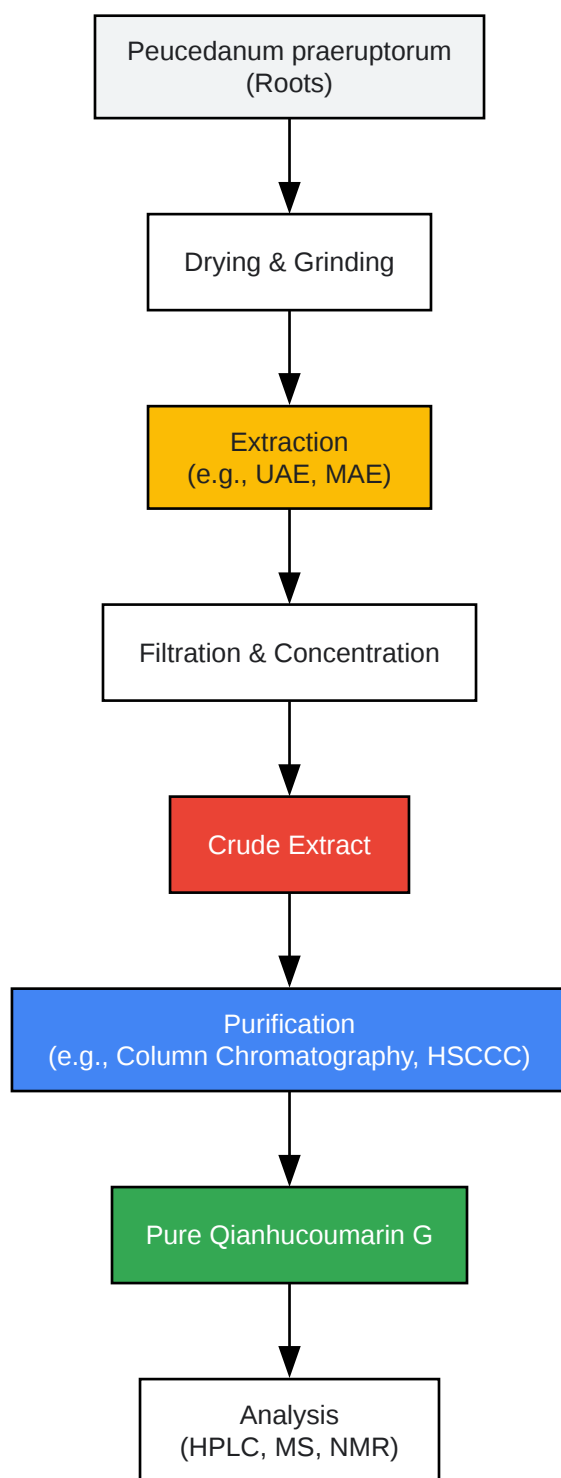 Peucedanum praeruptorum
(Roots)
Drying & Grinding
Extraction
(e.g., UAE, MAE)
Filtration & Concentration
Crude Extract
Purification
(e.g., Column Chromatography, HSCCC)
Pure Qianhucoumarin G
Analysis
(HPLC, MS, NMR)